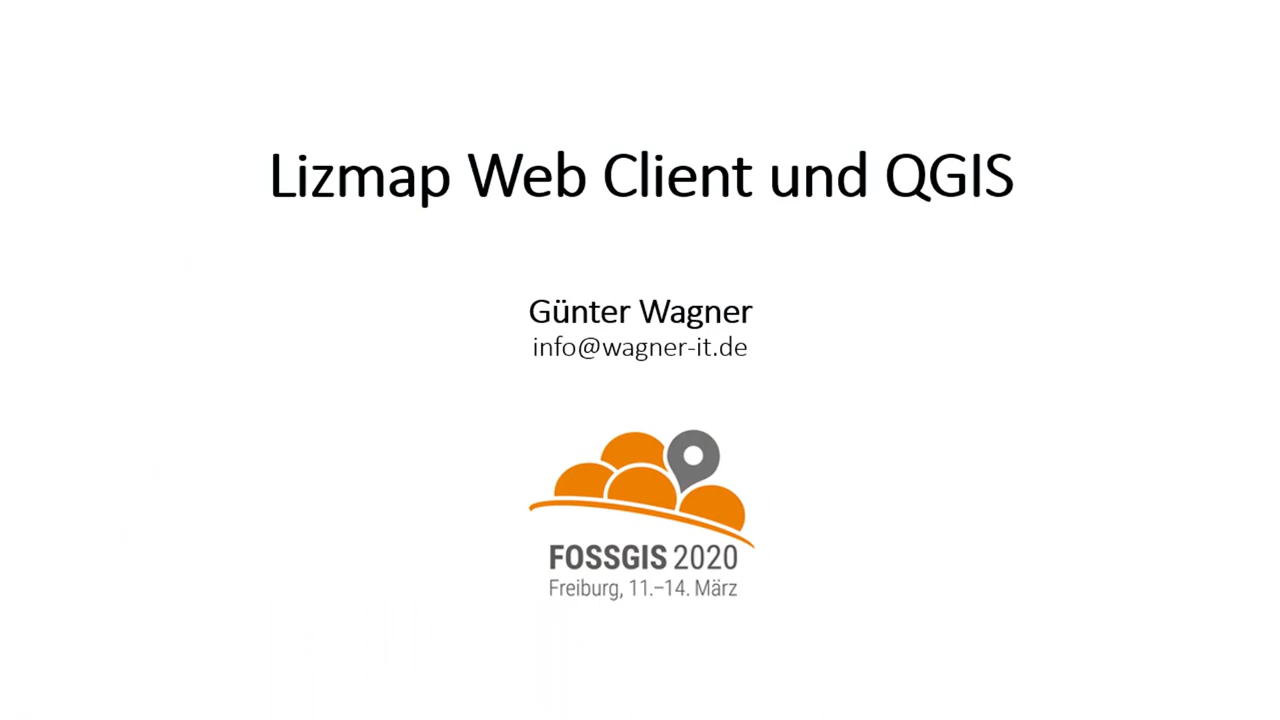 Lizmap Web Client und QGIS
Günter Wagner
info@wagner-it.de
FOSSGIS 2020
Freiburg, 11.–14. März